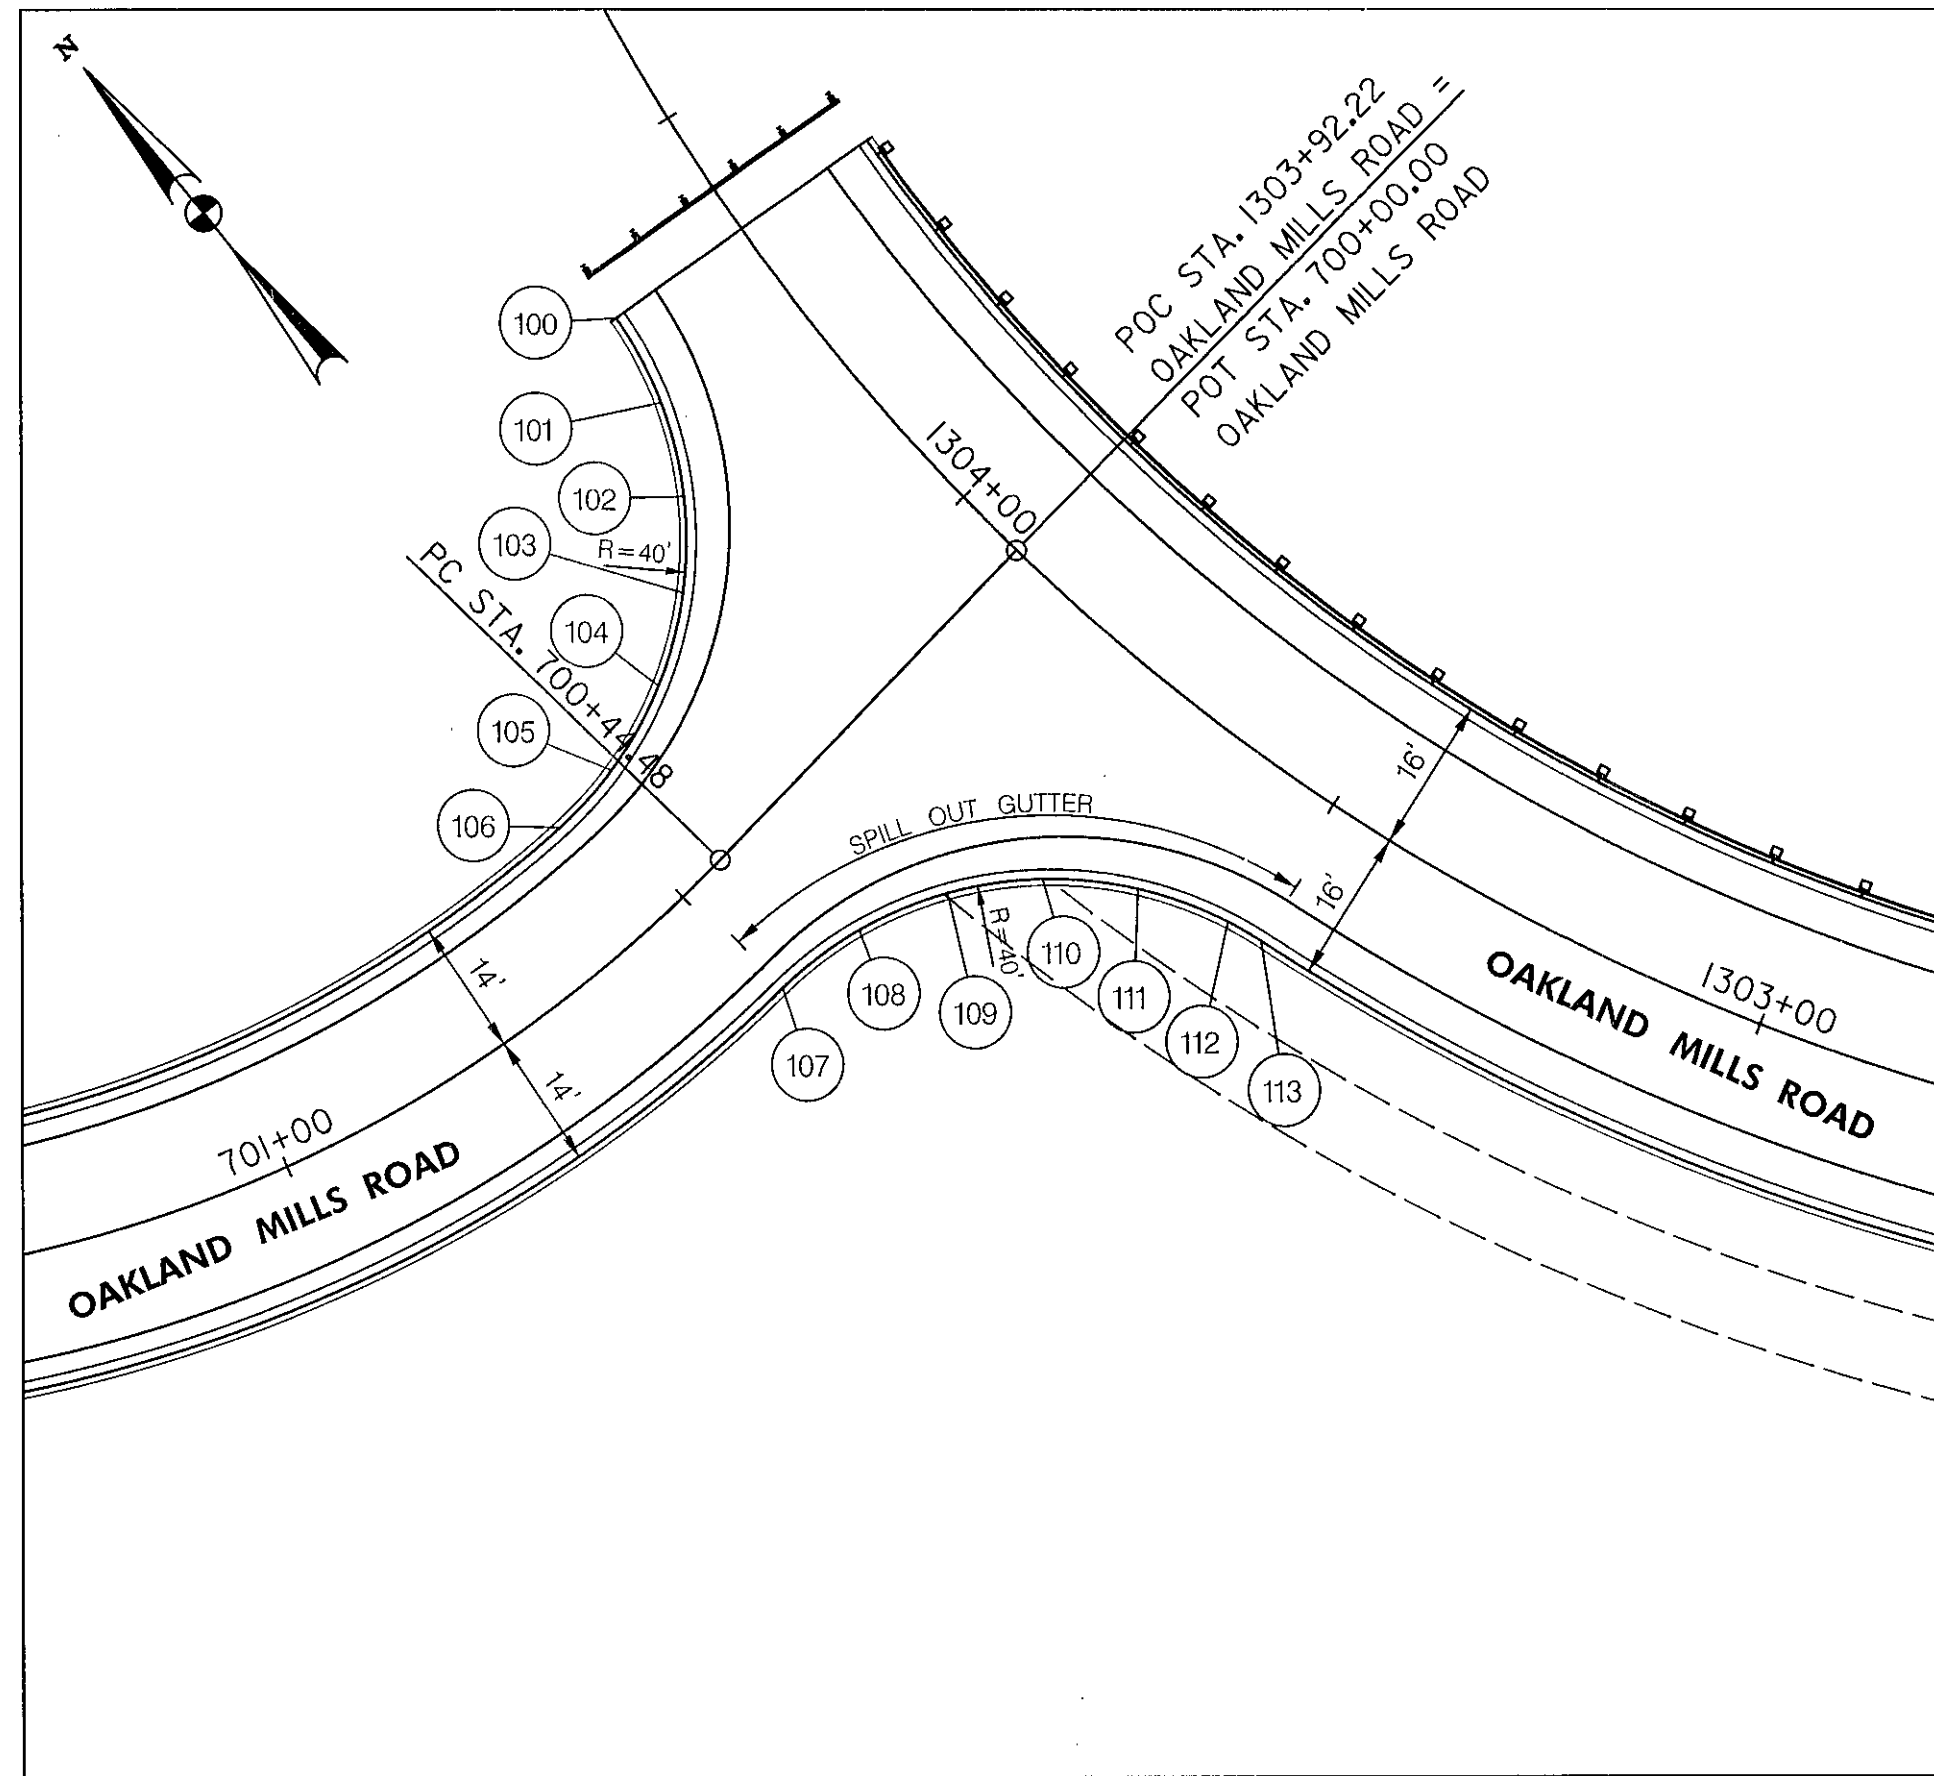 N
POC STA. 1303+92.22
OAKLAND MILLS ROAD =
POT STA. 700+00.00
OAKLAND MILLS ROAD
100
101
102
103
R=40'
104
105
106
PC STA. 700+44.48
1304+00
SPILL OUT GUTTER
16'
16'
14'
14'
R=40'
107
108
109
110
111
112
113
OAKLAND MILLS ROAD
1303+00
701+00
OAKLAND MILLS ROAD